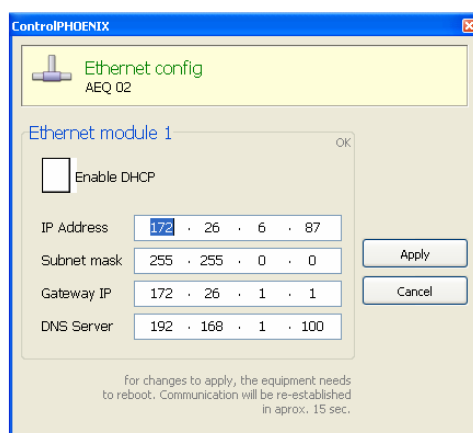 ControlPHOENIX
Ethernet config
AEQ 02
Ethernet module 1
OK
Enable DHCP
IP Address 172 . 26 . 6 . 87
Subnet mask 255 . 255 . 0 . 0
Apply
Gateway IP 172 . 26 . 1 . 1
Cancel
DNS Server 192 . 168 . 1 . 100
for changes to apply, the equipment needs
to reboot. Communication will be re-established
in aprox. 15 sec.